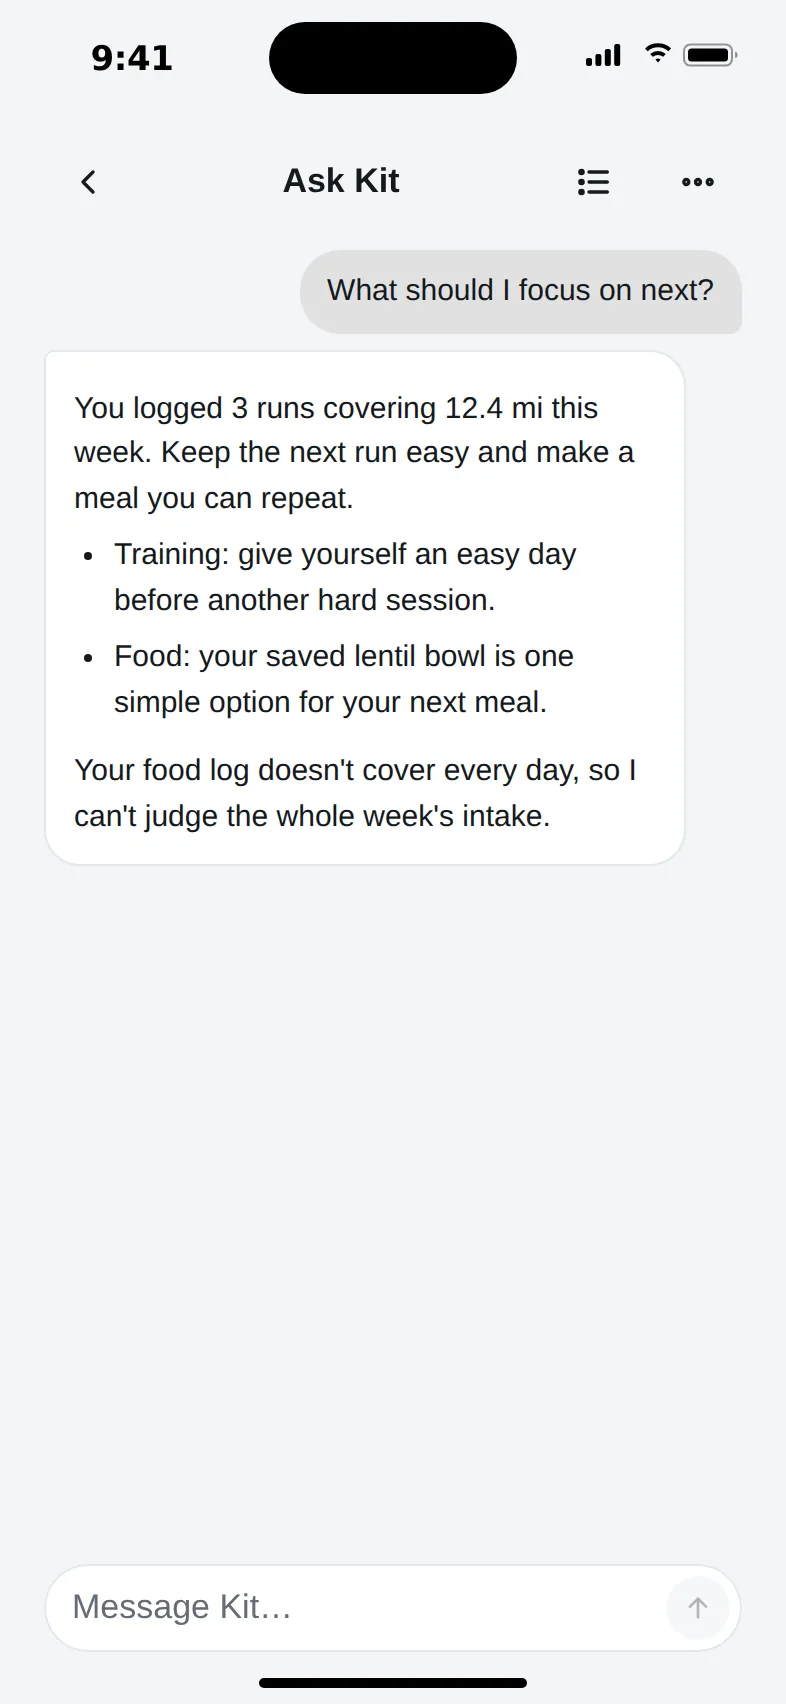 9:41
Ask Kit
What should I focus on next?
You logged 3 runs covering 12.4 mi this
week. Keep the next run easy and make a
meal you can repeat.
• Training: give yourself an easy day
before another hard session.
• Food: your saved lentil bowl is one
simple option for your next meal.
Your food log doesn't cover every day, so I
can't judge the whole week's intake.
Message Kit…